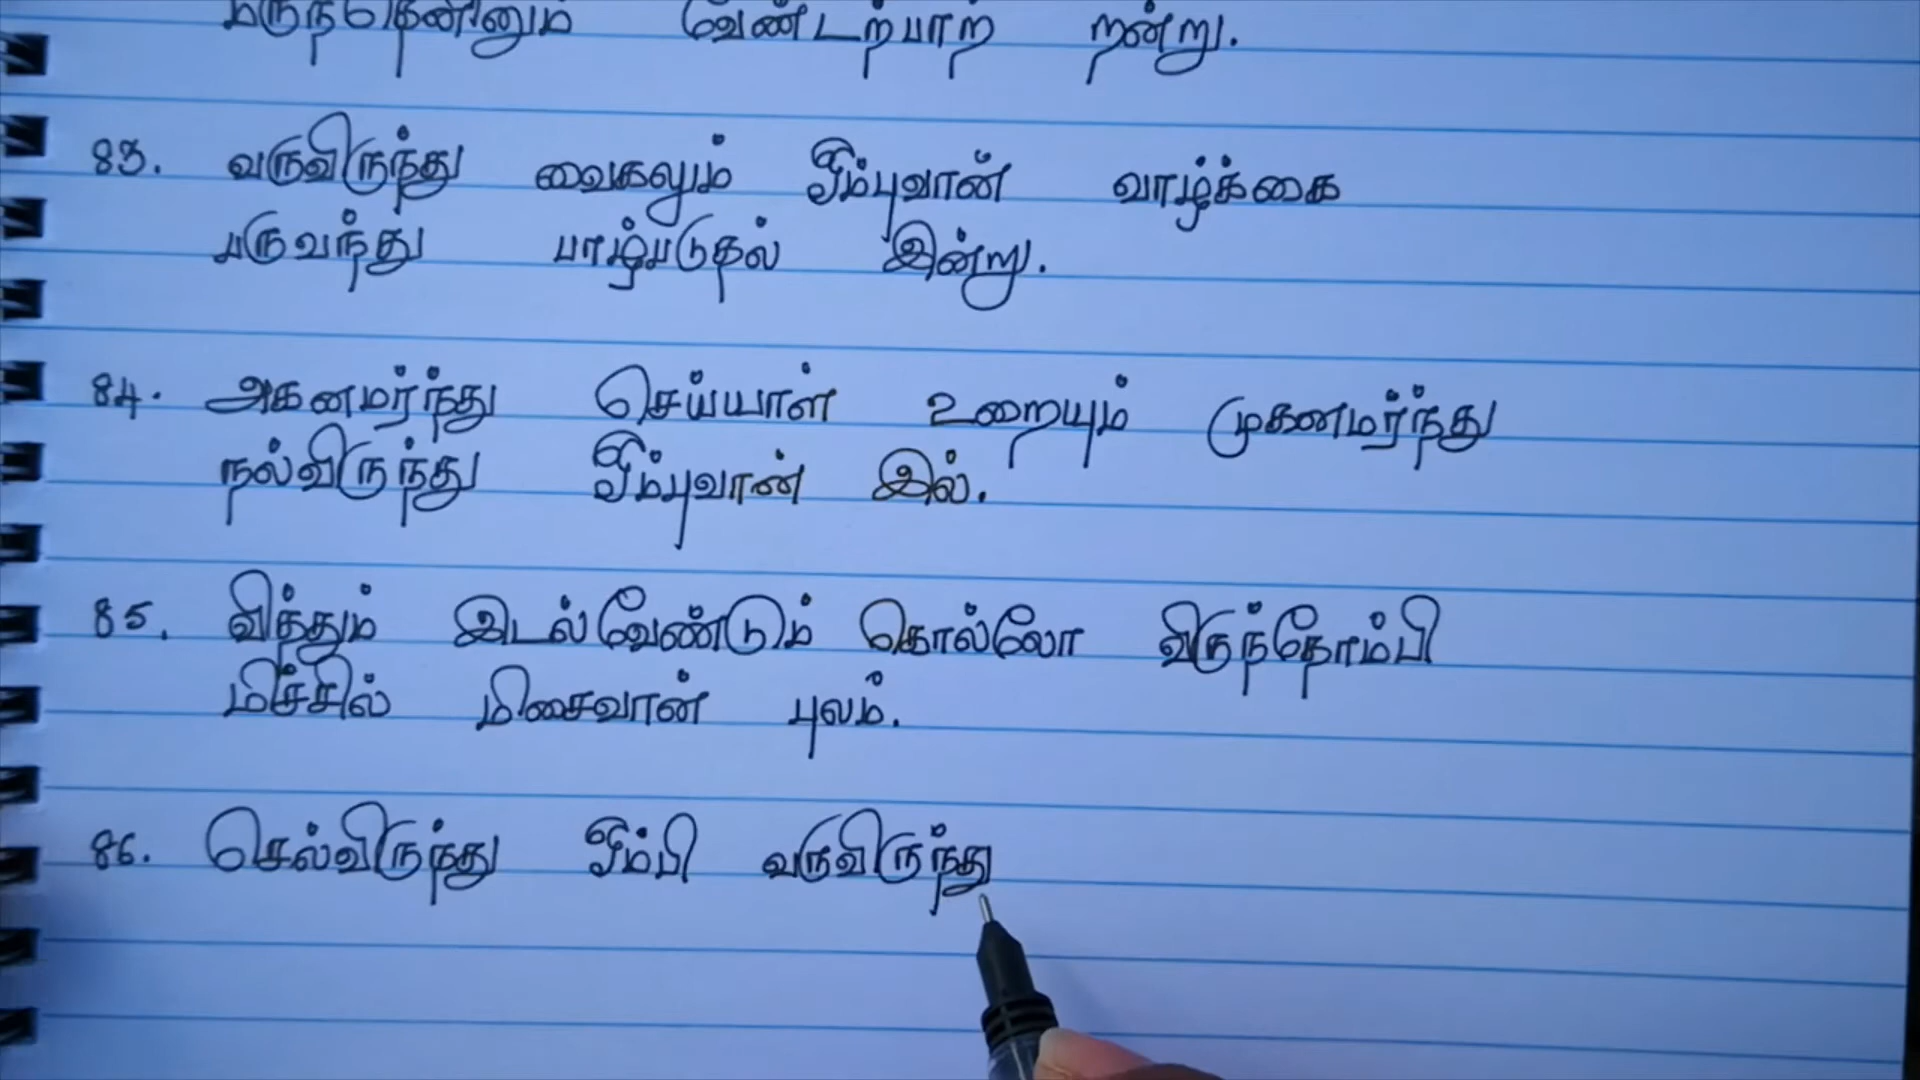 மருந்தெனினும் வேண்டற்பாற் றன்று.
83. வருவிருந்து வைகலும் ஓம்புவான் வாழ்க்கை
பருவந்து பாழ்படுதல் இன்று.
84. அகனமர்ந்து செய்யாள் உறையும் முகனமர்ந்து
நல்விருந்து ஓம்புவான் இல்.
85. வித்தும் இடல்வேண்டும் கொல்லோ விருந்தோம்பி
மிச்சில் மிசைவான் புலம்.
86. செல்விருந்து ஓம்பி வருவிருந்து